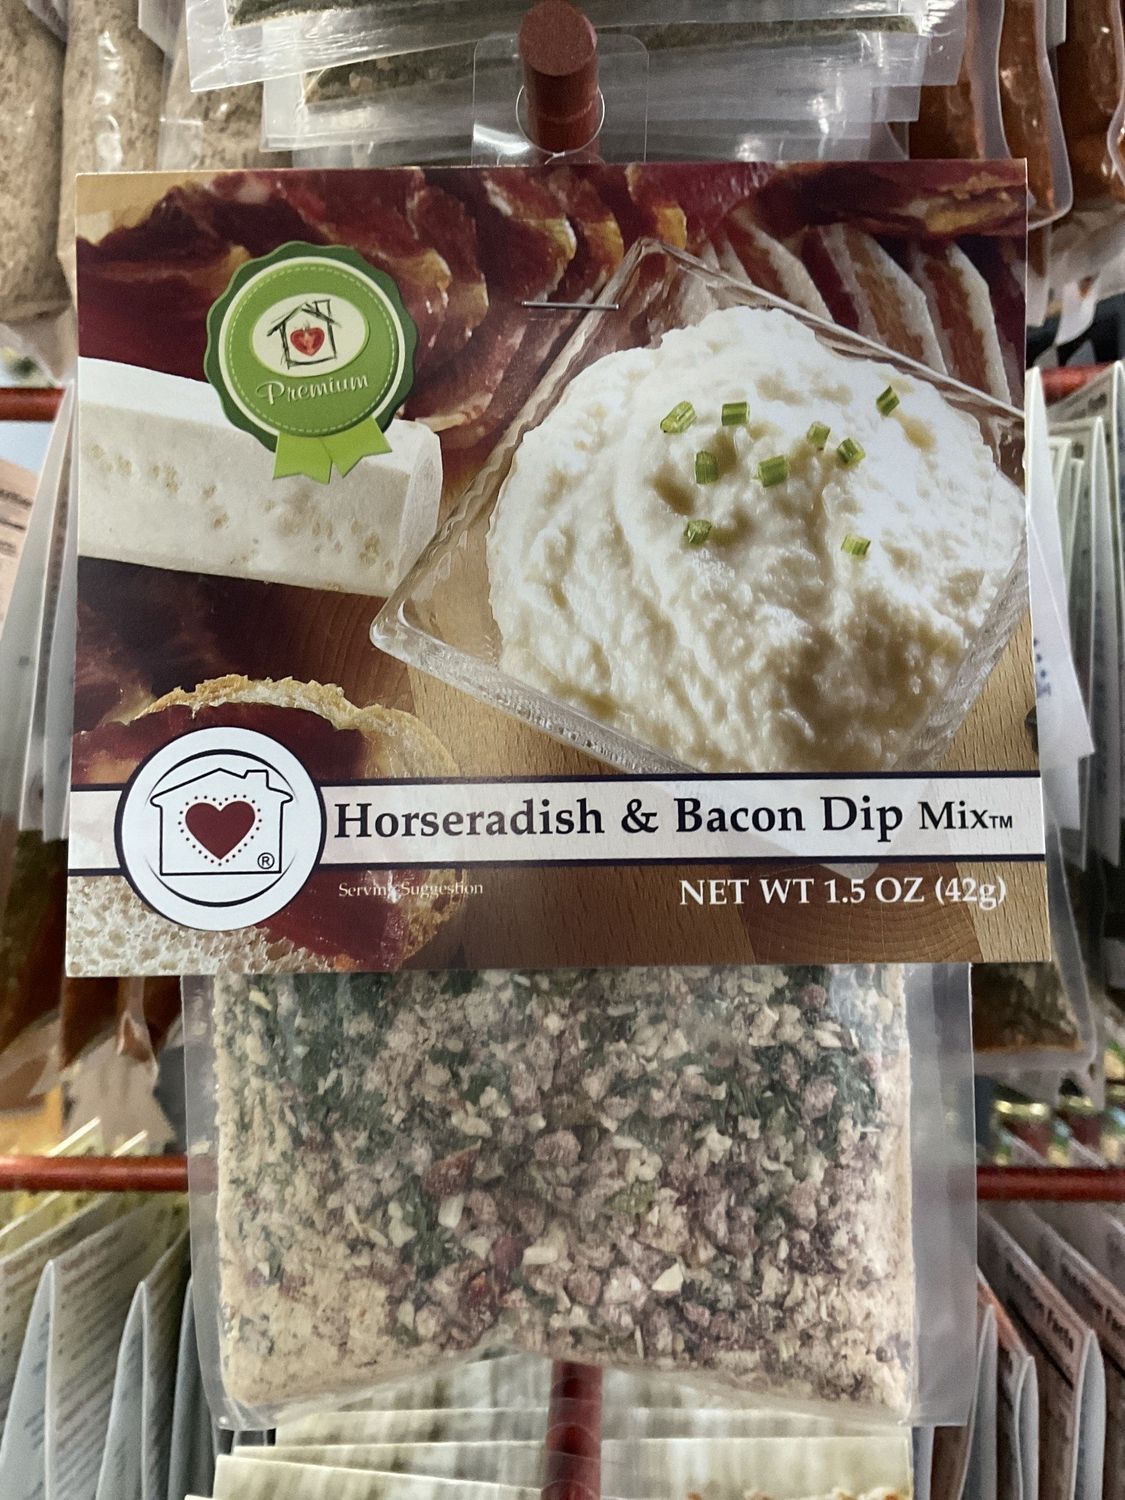 Premium
Horseradish & Bacon Dip Mix™
®
Serving Suggestion
NET WT 1.5 OZ (42g)